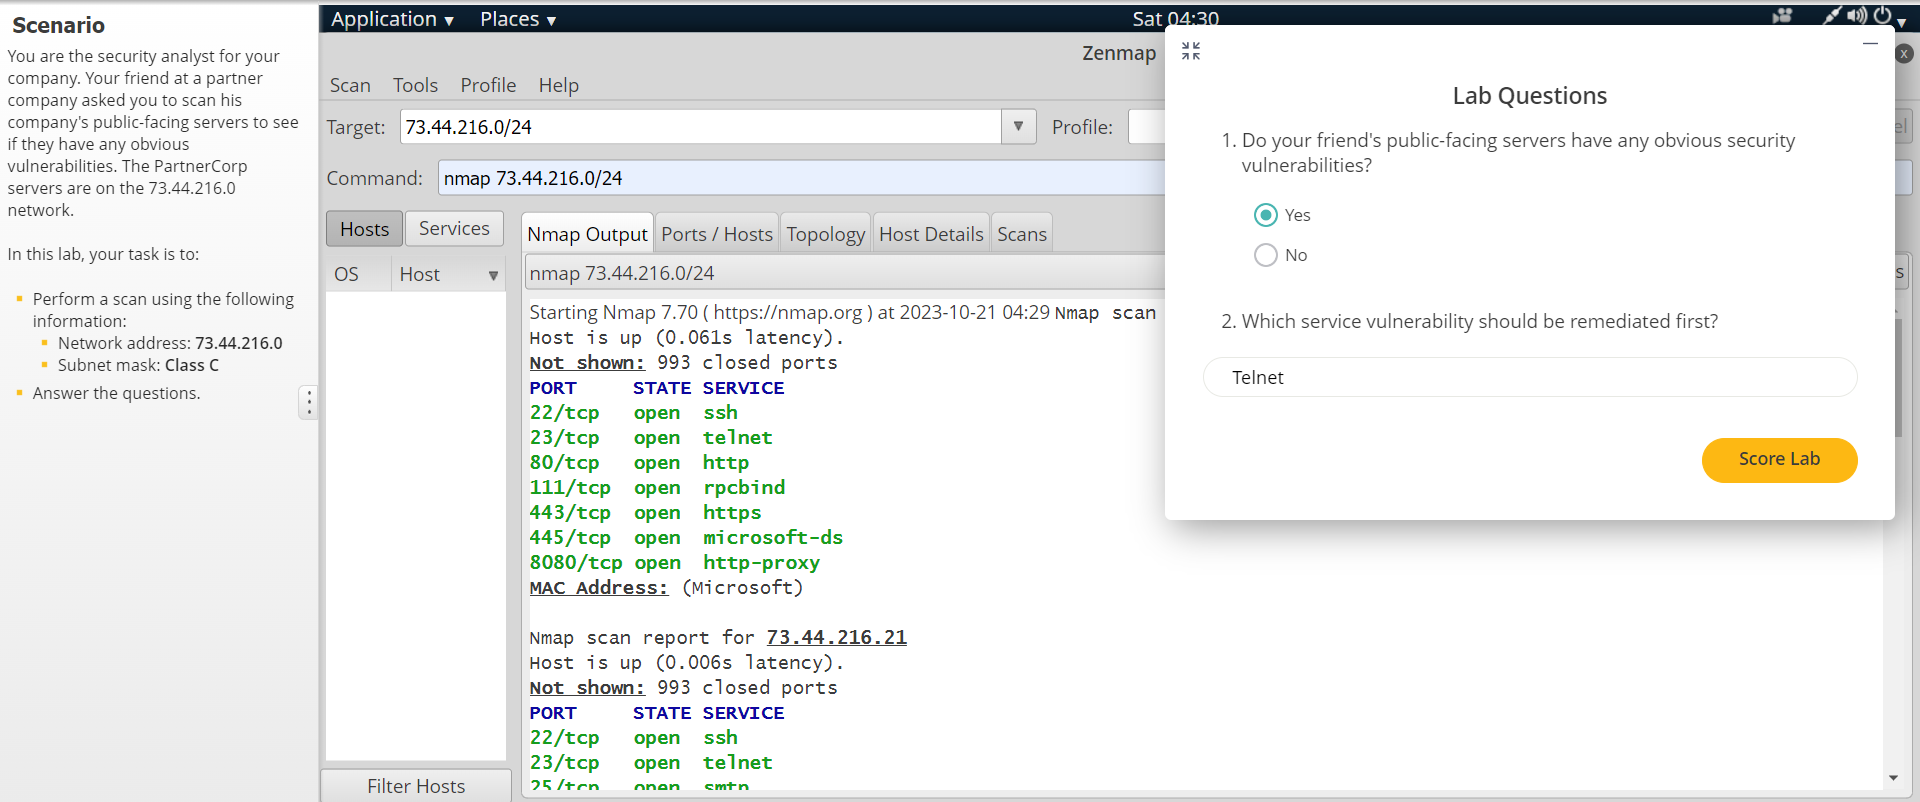 Scenario
You are the security analyst for your
company. Your friend at a partner
company asked you to scan his
company's public-facing servers to see
if they have any obvious
vulnerabilities. The PartnerCorp
servers are on the 73.44.216.0
network.
In this lab, your task is to:
Perform a scan using the following
information:
Network address: 73.44.216.0
Subnet mask: Class C
Answer the questions.
Application ▾ Places ▾ Sat 04:30
Zenmap x
Scan Tools Profile Help
Target: 73.44.216.0/24 Profile:
Command: nmap 73.44.216.0/24
Hosts Services
Nmap Output Ports / Hosts Topology Host Details Scans
OS Host
nmap 73.44.216.0/24
Starting Nmap 7.70 ( https://nmap.org ) at 2023-10-21 04:29 Nmap scan
Host is up (0.061s latency).
Not shown: 993 closed ports
PORT STATE SERVICE
22/tcp open ssh
23/tcp open telnet
80/tcp open http
111/tcp open rpcbind
443/tcp open https
445/tcp open microsoft-ds
8080/tcp open http-proxy
MAC Address: (Microsoft)
Nmap scan report for 73.44.216.21
Host is up (0.006s latency).
Not shown: 993 closed ports
PORT STATE SERVICE
22/tcp open ssh
23/tcp open telnet
25/tcp open smtp
Filter Hosts
Lab Questions
1. Do your friend's public-facing servers have any obvious security
vulnerabilities?
Yes
No
2. Which service vulnerability should be remediated first?
Telnet
Score Lab